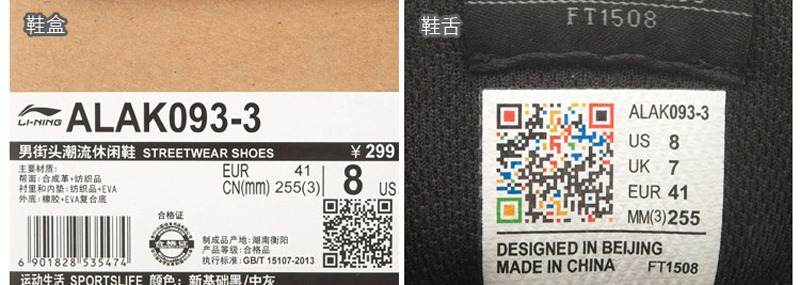 鞋盒
LI-NING
ALAK093-3
男街头潮流休闲鞋 STREETWEAR SHOES ¥299
主要材质:
帮面: 合成革+纺织品
衬里和内垫: 纺织品+EVA
外底: 橡胶+EVA复合底
EUR 41
CN(mm) 255(3)
8 US
合格证
合格品
制成品产地: 湖南衡阳
产品等级: 合格品
执行标准: GB/T 15107-2013
6 901828 535474
运动生活 SPORTSLIFE 颜色: 新基础黑/中灰
鞋舌
FT1508
ALAK093-3
US 8
UK 7
EUR 41
MM(3) 255
DESIGNED IN BEIJING
MADE IN CHINA FT1508